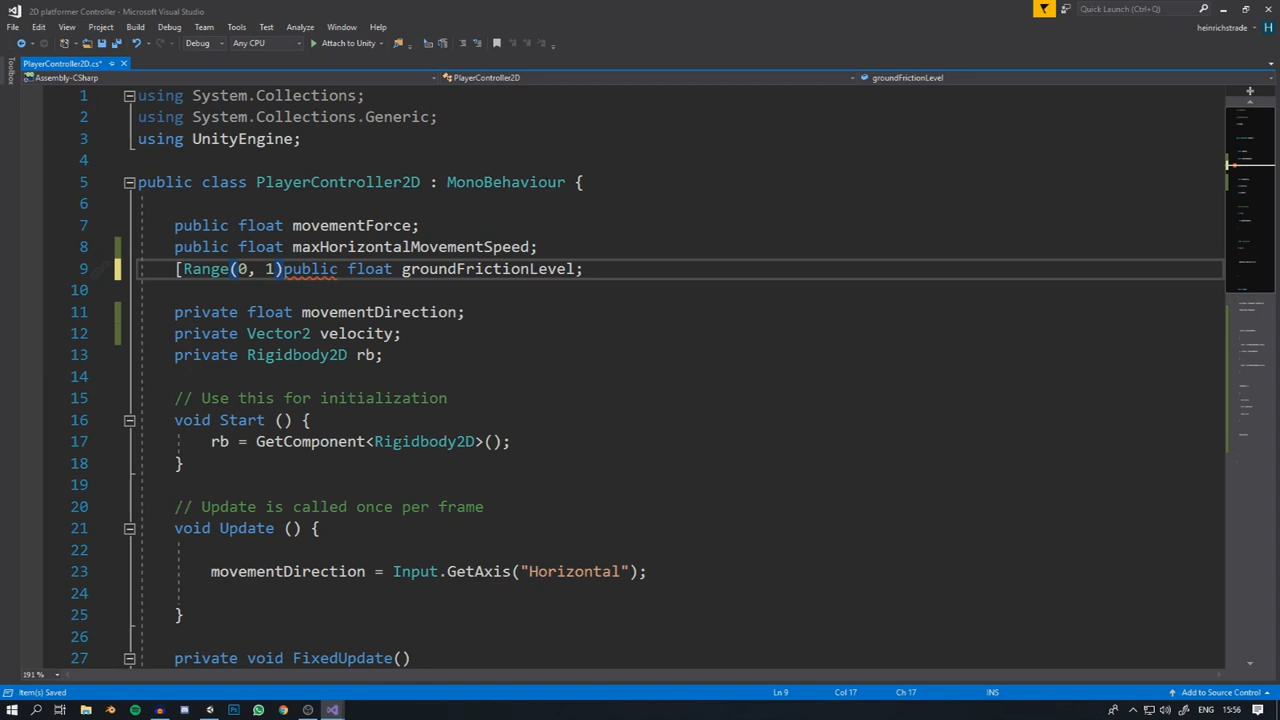 2D platformer Controller - Microsoft Visual Studio
Quick Launch (Ctrl+Q)
File Edit View Project Build Debug Team Tools Test Analyze Window Help
heinrichstrade H
Debug Any CPU Attach to Unity
Toolbox
PlayerController2D.cs*
Assembly-CSharp PlayerController2D groundFrictionLevel
1 using System.Collections;
2 using System.Collections.Generic;
3 using UnityEngine;
4
5 public class PlayerController2D : MonoBehaviour {
6
7 public float movementForce;
8 public float maxHorizontalMovementSpeed;
9 [Range(0, 1)public float groundFrictionLevel;
10
11 private float movementDirection;
12 private Vector2 velocity;
13 private Rigidbody2D rb;
14
15 // Use this for initialization
16 void Start () {
17 rb = GetComponent<Rigidbody2D>();
18 }
19
20 // Update is called once per frame
21 void Update () {
22
23 movementDirection = Input.GetAxis("Horizontal");
24
25 }
26
27 private void FixedUpdate()
191 %
Item(s) Saved Ln 9 Col 17 Ch 17 INS Add to Source Control
ENG 15:56